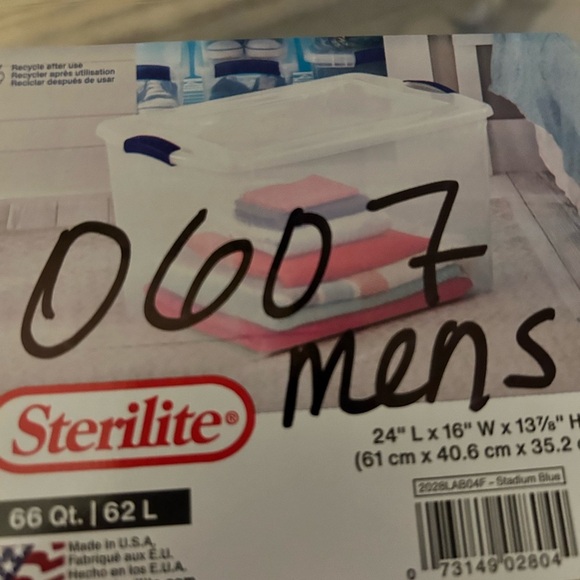 Recycle after use
Recycler après utilisation
Reciclar después de usar
0607
mens
Sterilite®
24" L x 16" W x 13⅞" H
(61 cm x 40.6 cm x 35.2 c
2028LAB04F - Stadium Blue
66 Qt. | 62 L
Made in U.S.A.
Fabriqué aux É.U.
Hecho en los E.U.A.
0 73149 02804